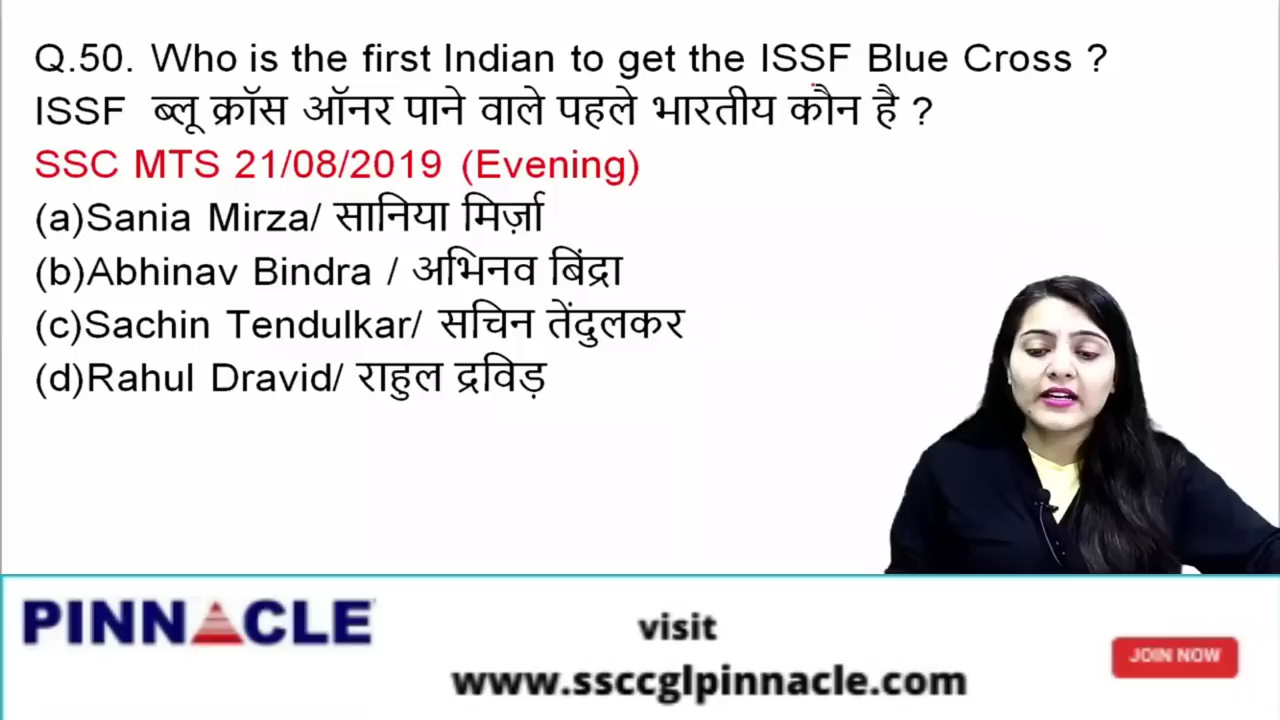 Q.50. Who is the first Indian to get the ISSF Blue Cross ?
ISSF ब्लू क्रॉस ऑनर पाने वाले पहले भारतीय कौन है ?
SSC MTS 21/08/2019 (Evening)
(a)Sania Mirza/ सानिया मिर्ज़ा
(b)Abhinav Bindra / अभिनव बिंद्रा
(c)Sachin Tendulkar/ सचिन तेंदुलकर
(d)Rahul Dravid/ राहुल द्रविड़
PINNACLE
visit
www.ssccglpinnacle.com
JOIN NOW